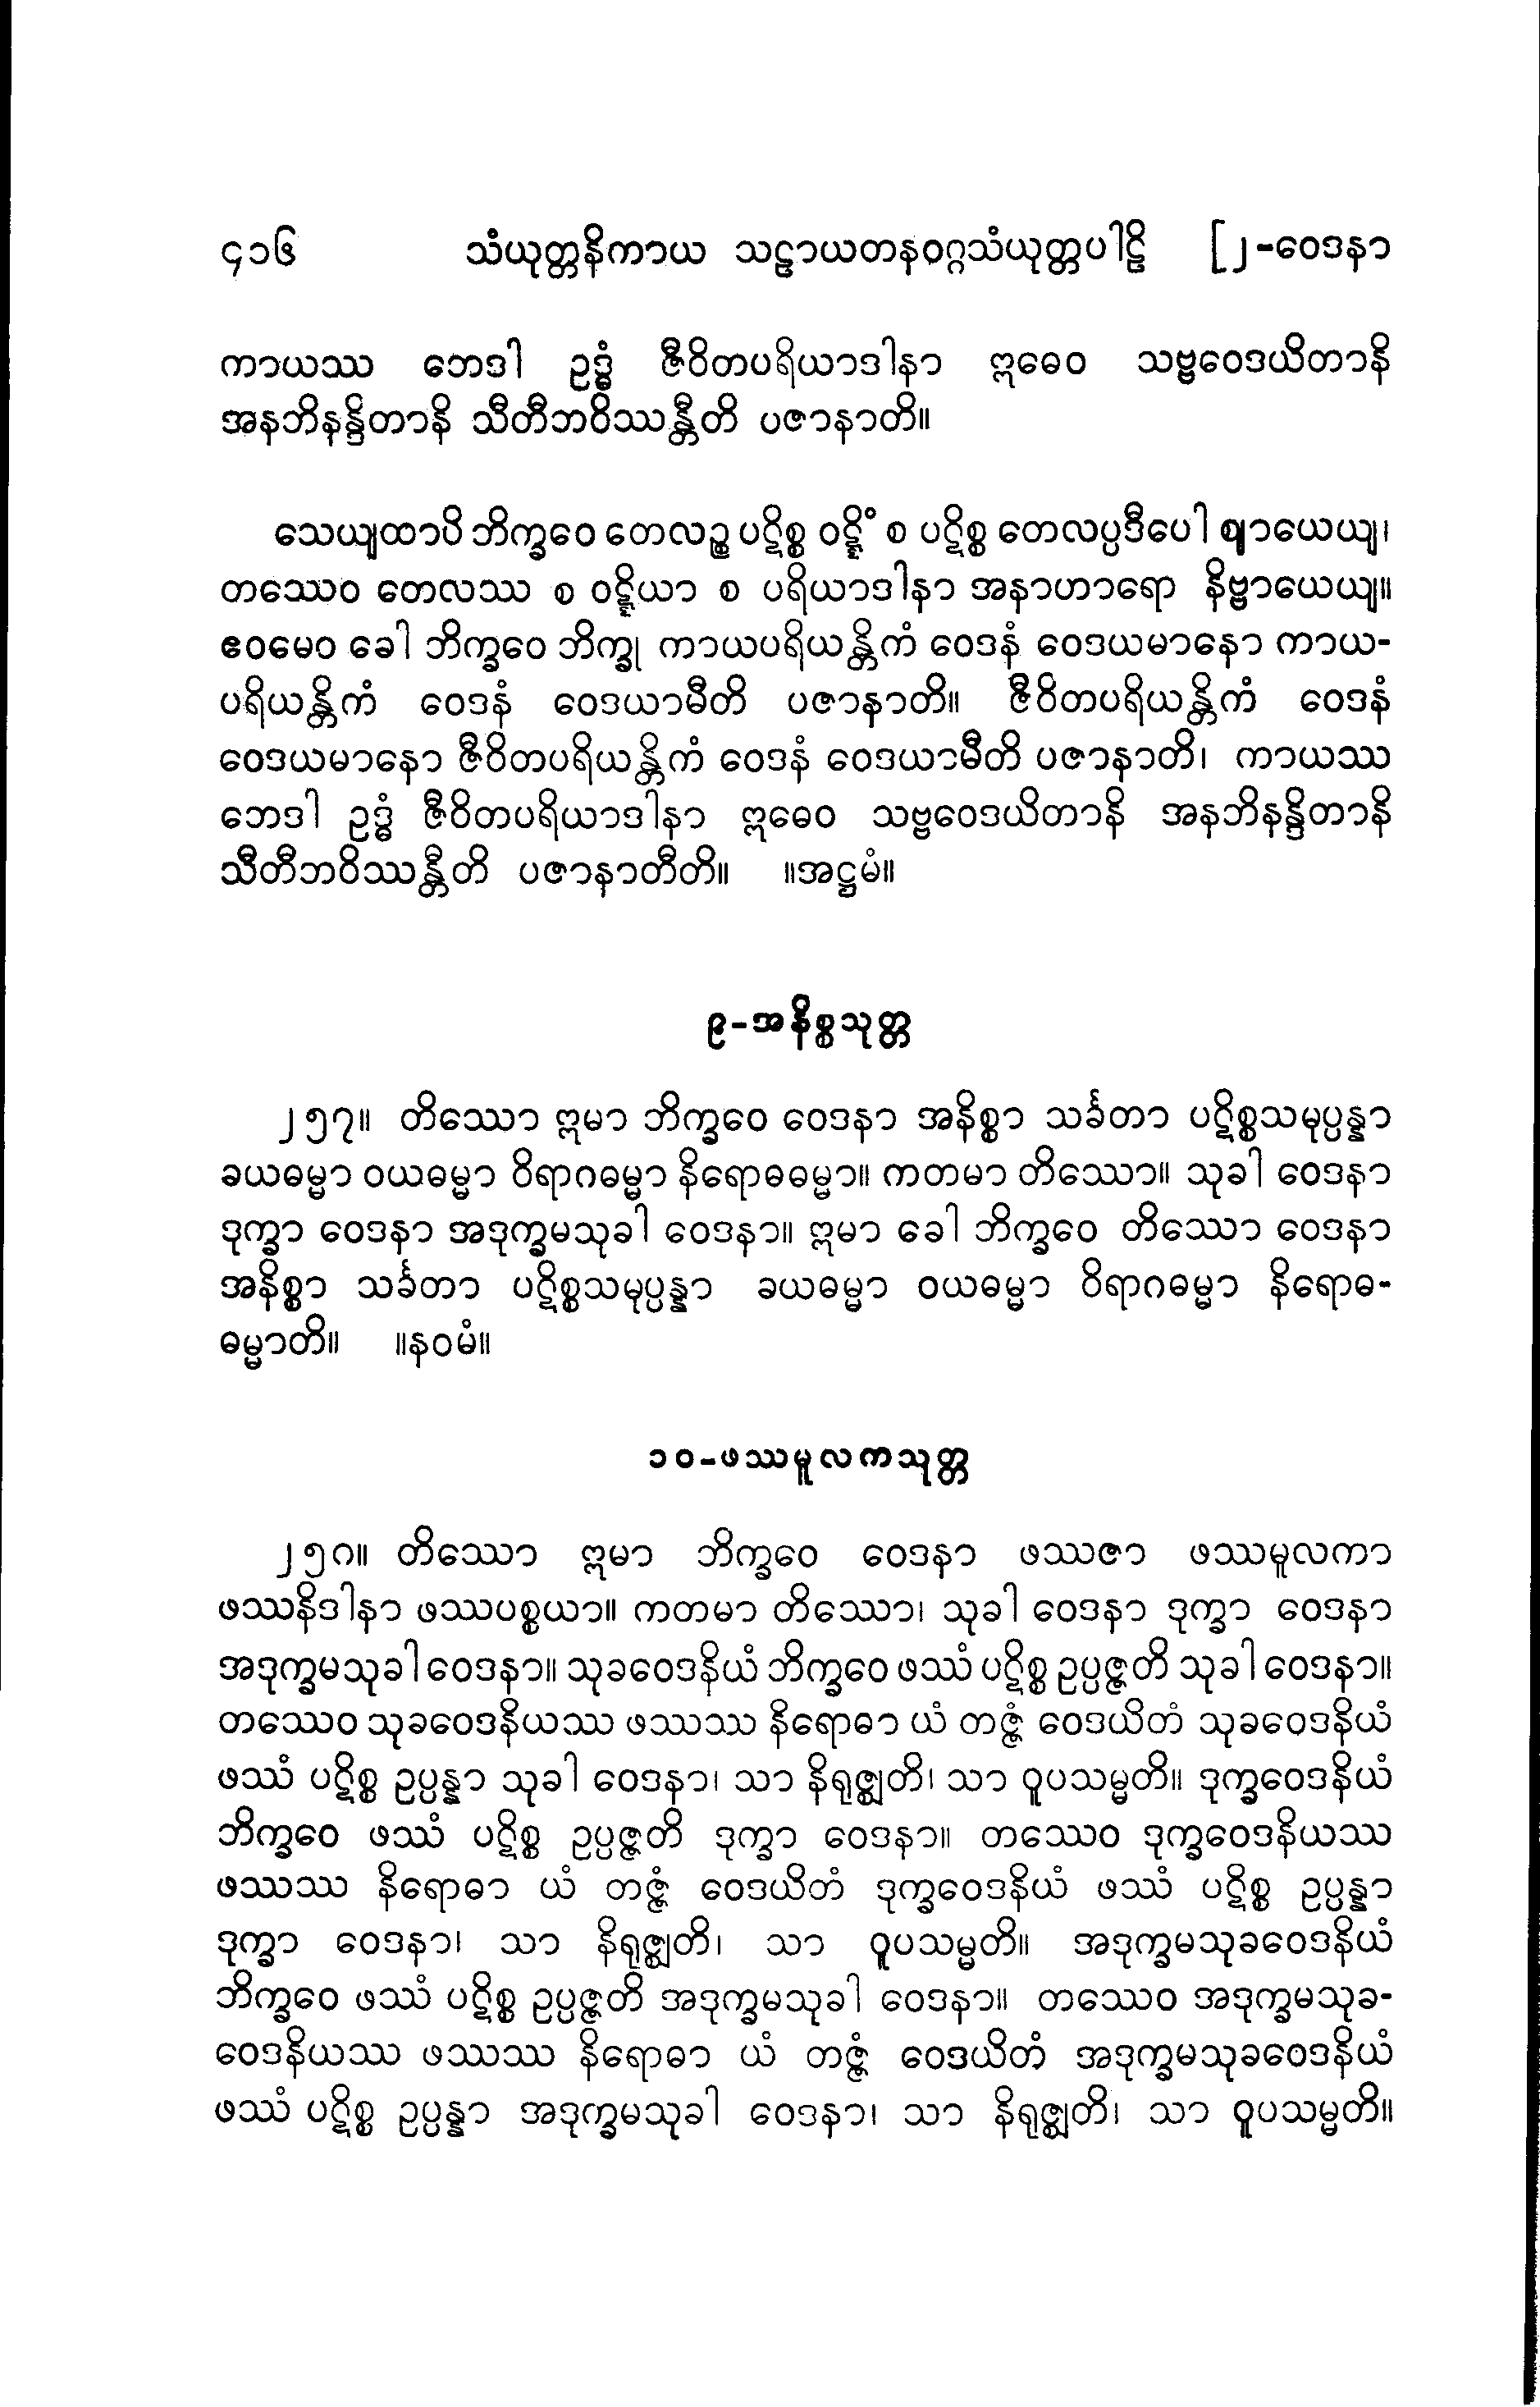 ၄၁၆ သံယုတ္တနိကာယ သဠာယတနဝဂ္ဂသံယုတ္တပါဠိ [၂-ဝေဒနာ
ကာယဿ ဘေဒါ ဥဒ္ဓံ ဇီဝိတပရိယာဒါနာ ဣဓေဝ သဗ္ဗဝေဒယိတာနိ
အနဘိနန္ဒိတာနိ သီတီဘဝိဿန္တီတိ ပဇာနာတိ။
သေယျထာပိ ဘိက္ခဝေ တေလဉ္စ ပဋိစ္စ ဝဋ္ဋိံ စ ပဋိစ္စ တေလပ္ပဒီပေါ ဈာယေယျ၊
တဿေဝ တေလဿ စ ဝဋ္ဋိယာ စ ပရိယာဒါနာ အနာဟာရော နိဗ္ဗာယေယျ။
ဧဝမေဝ ခေါ ဘိက္ခဝေ ဘိက္ခု ကာယပရိယန္တိကံ ဝေဒနံ ဝေဒယမာနော ကာယ-
ပရိယန္တိကံ ဝေဒနံ ဝေဒယာမီတိ ပဇာနာတိ။ ဇီဝိတပရိယန္တိကံ ဝေဒနံ
ဝေဒယမာနော ဇီဝိတပရိယန္တိကံ ဝေဒနံ ဝေဒယာမီတိ ပဇာနာတိ၊ ကာယဿ
ဘေဒါ ဥဒ္ဓံ ဇီဝိတပရိယာဒါနာ ဣဓေဝ သဗ္ဗဝေဒယိတာနိ အနဘိနန္ဒိတာနိ
သီတီဘဝိဿန္တီတိ ပဇာနာတီတိ။ ။အဋ္ဌမံ။
၉-အနိစ္စသုတ္တ
၂၅၇။ တိဿော ဣမာ ဘိက္ခဝေ ဝေဒနာ အနိစ္စာ သင်္ခတာ ပဋိစ္စသမုပ္ပန္နာ
ခယဓမ္မာ ဝယဓမ္မာ ဝိရာဂဓမ္မာ နိရောဓဓမ္မာ။ ကတမာ တိဿော။ သုခါ ဝေဒနာ
ဒုက္ခာ ဝေဒနာ အဒုက္ခမသုခါ ဝေဒနာ။ ဣမာ ခေါ ဘိက္ခဝေ တိဿော ဝေဒနာ
အနိစ္စာ သင်္ခတာ ပဋိစ္စသမုပ္ပန္နာ ခယဓမ္မာ ဝယဓမ္မာ ဝိရာဂဓမ္မာ နိရောဓ-
ဓမ္မာတိ။ ။နဝမံ။
၁၀-ဖဿမူလကသုတ္တ
၂၅၈။ တိဿော ဣမာ ဘိက္ခဝေ ဝေဒနာ ဖဿဇာ ဖဿမူလကာ
ဖဿနိဒါနာ ဖဿပစ္စယာ။ ကတမာ တိဿော၊ သုခါ ဝေဒနာ ဒုက္ခာ ဝေဒနာ
အဒုက္ခမသုခါ ဝေဒနာ။ သုခဝေဒနိယံ ဘိက္ခဝေ ဖဿံ ပဋိစ္စ ဥပ္ပဇ္ဇတိ သုခါ ဝေဒနာ။
တဿေဝ သုခဝေဒနိယဿ ဖဿဿ နိရောဓာ ယံ တဇ္ဇံ ဝေဒယိတံ သုခဝေဒနိယံ
ဖဿံ ပဋိစ္စ ဥပ္ပန္နာ သုခါ ဝေဒနာ၊ သာ နိရုဇ္ဈတိ၊ သာ ဝူပသမ္မတိ။ ဒုက္ခဝေဒနိယံ
ဘိက္ခဝေ ဖဿံ ပဋိစ္စ ဥပ္ပဇ္ဇတိ ဒုက္ခာ ဝေဒနာ။ တဿေဝ ဒုက္ခဝေဒနိယဿ
ဖဿဿ နိရောဓာ ယံ တဇ္ဇံ ဝေဒယိတံ ဒုက္ခဝေဒနိယံ ဖဿံ ပဋိစ္စ ဥပ္ပန္နာ
ဒုက္ခာ ဝေဒနာ၊ သာ နိရုဇ္ဈတိ၊ သာ ဝူပသမ္မတိ။ အဒုက္ခမသုခဝေဒနိယံ
ဘိက္ခဝေ ဖဿံ ပဋိစ္စ ဥပ္ပဇ္ဇတိ အဒုက္ခမသုခါ ဝေဒနာ။ တဿေဝ အဒုက္ခမသုခ-
ဝေဒနိယဿ ဖဿဿ နိရောဓာ ယံ တဇ္ဇံ ဝေဒယိတံ အဒုက္ခမသုခဝေဒနိယံ
ဖဿံ ပဋိစ္စ ဥပ္ပန္နာ အဒုက္ခမသုခါ ဝေဒနာ၊ သာ နိရုဇ္ဈတိ၊ သာ ဝူပသမ္မတိ။